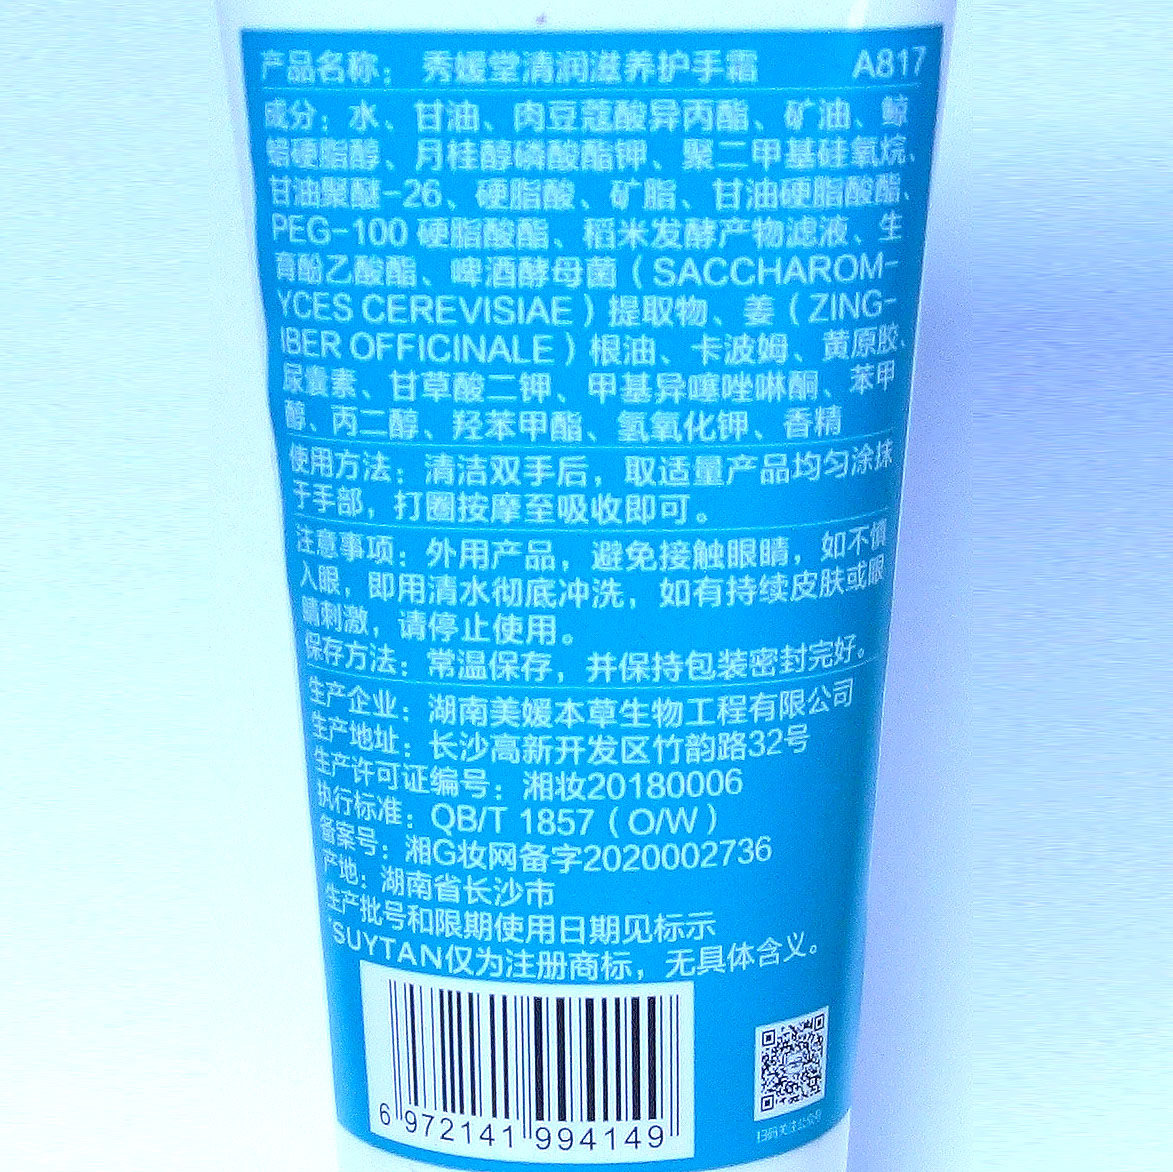 产品名称： 秀媛堂清润滋养护手霜 A817
成分：水、甘油、肉豆蔻酸异丙酯、矿油、鲸
蜡硬脂醇、月桂醇磷酸酯钾、聚二甲基硅氧烷、
甘油聚醚-26、硬脂酸、矿脂、甘油硬脂酸酯、
PEG-100 硬脂酸酯、稻米发酵产物滤液、生
育酚乙酸酯、啤酒酵母菌（SACCHAROM-
YCES CEREVISIAE）提取物、姜（ZING-
IBER OFFICINALE）根油、卡波姆、黄原胶、
尿囊素、甘草酸二钾、甲基异噻唑啉酮、苯甲
醇、丙二醇、羟苯甲酯、氢氧化钾、香精
使用方法：清洁双手后，取适量产品均匀涂抹
于手部，打圈按摩至吸收即可。
注意事项：外用产品，避免接触眼睛，如不慎
入眼，即用清水彻底冲洗，如有持续皮肤或眼
睛刺激，请停止使用。
保存方法：常温保存，并保持包装密封完好。
生产企业：湖南美媛本草生物工程有限公司
生产地址：长沙高新开发区竹韵路32号
生产许可证编号：湘妆20180006
执行标准：QB/T 1857（O/W）
备案号：湘G妆网备字2020002736
产地：湖南省长沙市
生产批号和限期使用日期见标示
*SUYTAN仅为注册商标，无具体含义。
6 972141 994149
扫码关注公众号